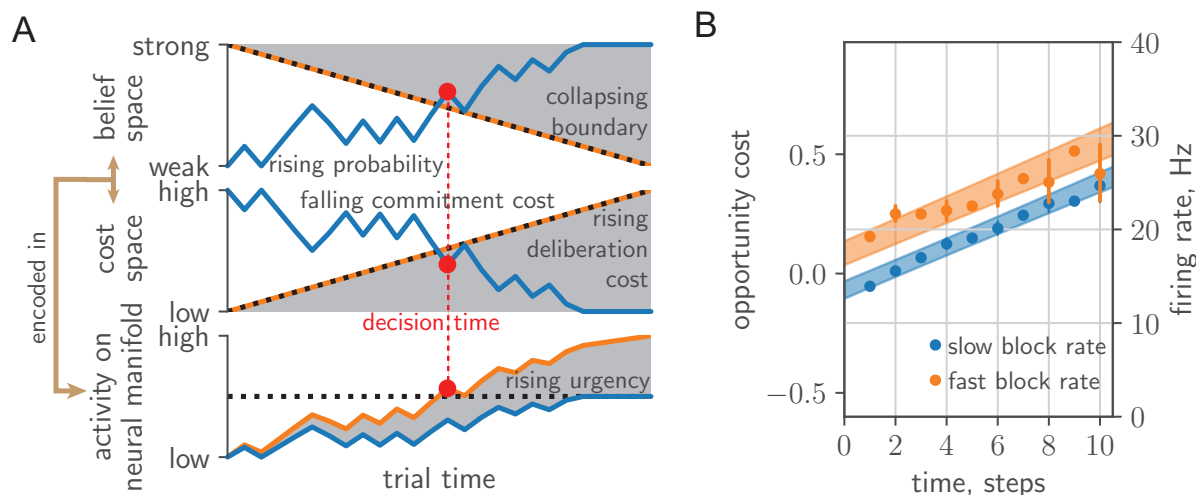 A
strong
belief
space
weak
rising probability
collapsing
boundary
high
falling commitment cost
cost
space
rising
deliberation
cost
low
encoded in
decision time
high
activity on
neural manifold
rising urgency
low
trial time
B
opportunity cost
0.5
0.0
−0.5
40
30
20
10
0
firing rate, Hz
slow block rate
fast block rate
0 2 4 6 8 10
time, steps